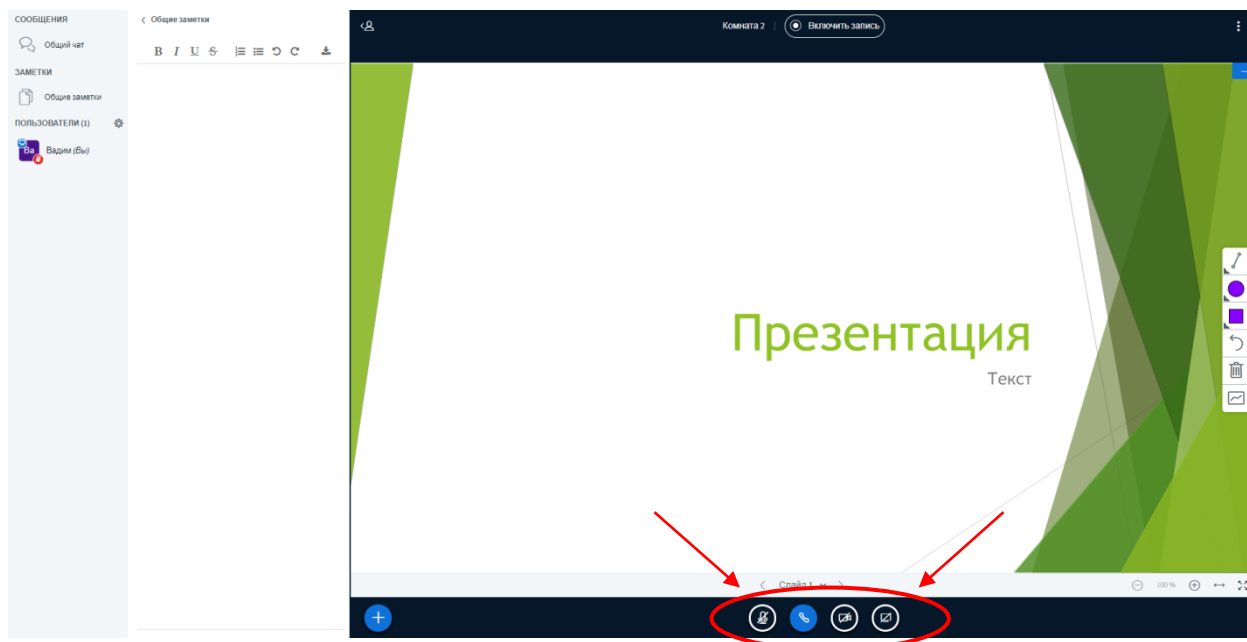 СООБЩЕНИЯ
Общий чат
ЗАМЕТКИ
Общие заметки
ПОЛЬЗОВАТЕЛИ (1)
Ba
Вадим (Вы)
Общие заметки
B I U S
Комната 2
Включить запись
Презентация
Текст
Слайд 1
100%